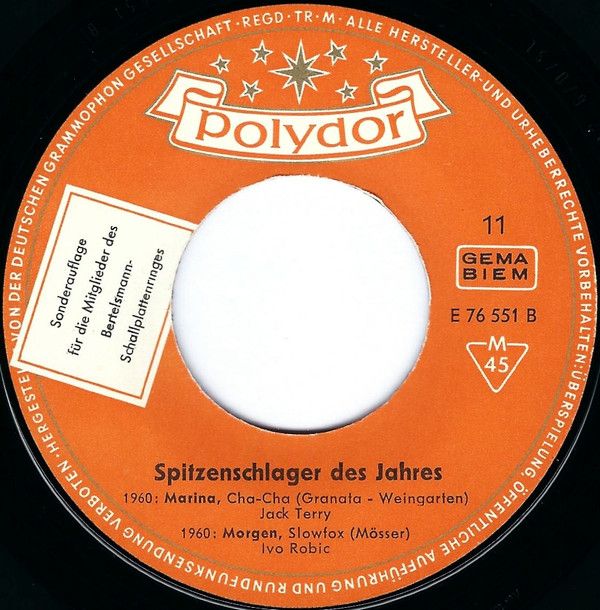 HERGESTELLT VON DER DEUTSCHEN GRAMMOPHON GESELLSCHAFT · REGD · TR · M · ALLE HERSTELLER- UND URHEBERRECHTE VORBEHALTEN: ÜBERSPIELUNG, ÖFFENTLICHE AUFFÜHRUNG UND RUNDFUNKSENDUNG VERBOTEN ·
polydor
Sonderauflage
für die Mitglieder des
Bertelsmann-
Schallplattenringes
11
GEMA
BIEM
E 76 551 B
M
45
Spitzenschlager des Jahres
1960: Marina, Cha-Cha (Granata - Weingarten)
Jack Terry
1960: Morgen, Slowfox (Mösser)
Ivo Robic